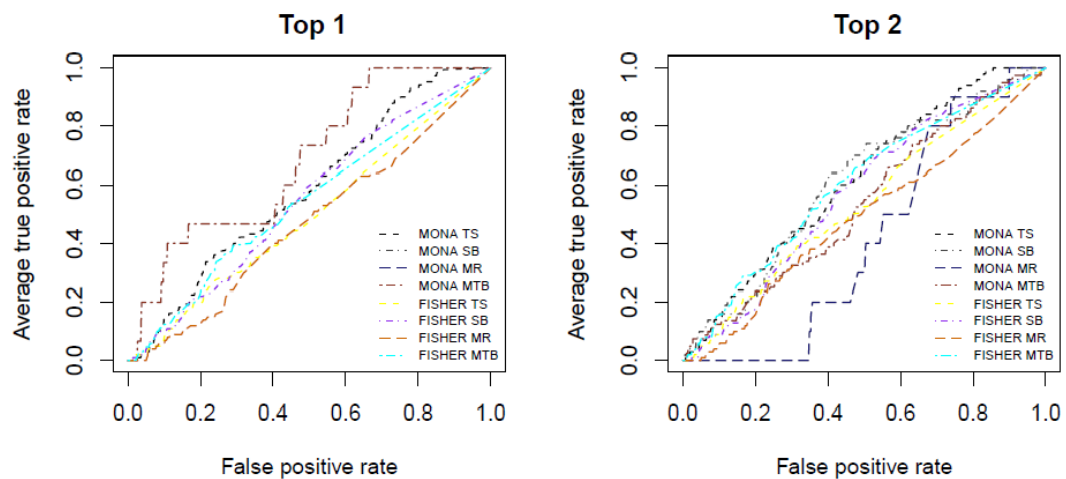 Top 1
Average true positive rate
1.0
0.8
0.6
0.4
0.2
0.0
MONA TS
MONA SB
MONA MR
MONA MTB
FISHER TS
FISHER SB
FISHER MR
FISHER MTB
0.0 0.2 0.4 0.6 0.8 1.0
False positive rate
Top 2
Average true positive rate
1.0
0.8
0.6
0.4
0.2
0.0
MONA TS
MONA SB
MONA MR
MONA MTB
FISHER TS
FISHER SB
FISHER MR
FISHER MTB
0.0 0.2 0.4 0.6 0.8 1.0
False positive rate